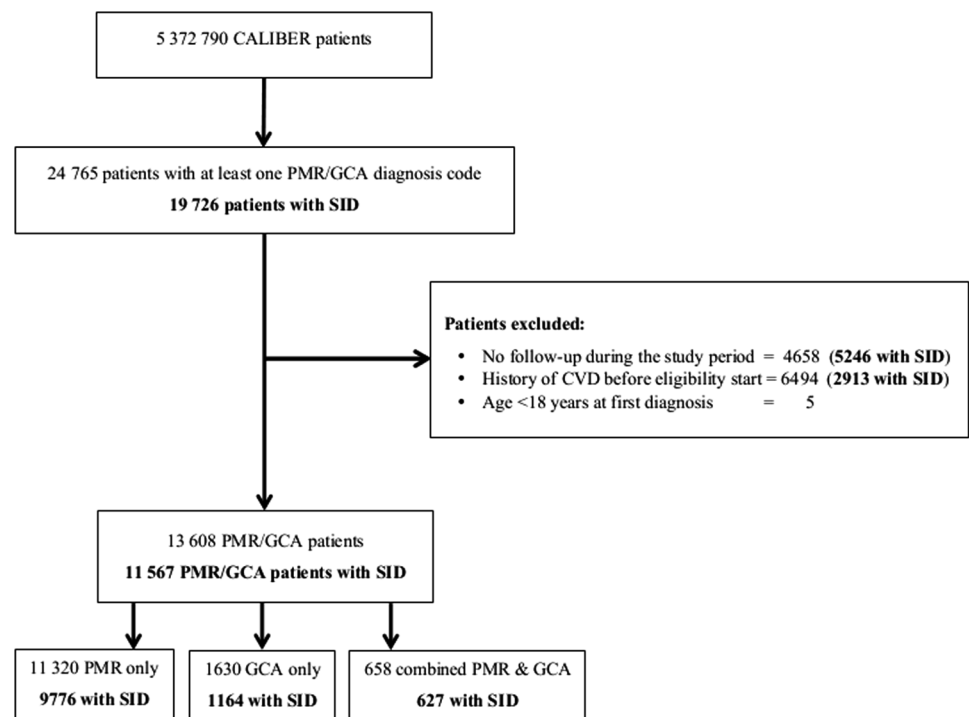 5 372 790 CALIBER patients
24 765 patients with at least one PMR/GCA diagnosis code
19 726 patients with SID
Patients excluded:
• No follow-up during the study period = 4658 (5246 with SID)
• History of CVD before eligibility start = 6494 (2913 with SID)
• Age <18 years at first diagnosis = 5
13 608 PMR/GCA patients
11 567 PMR/GCA patients with SID
11 320 PMR only
9776 with SID
1630 GCA only
1164 with SID
658 combined PMR & GCA
627 with SID